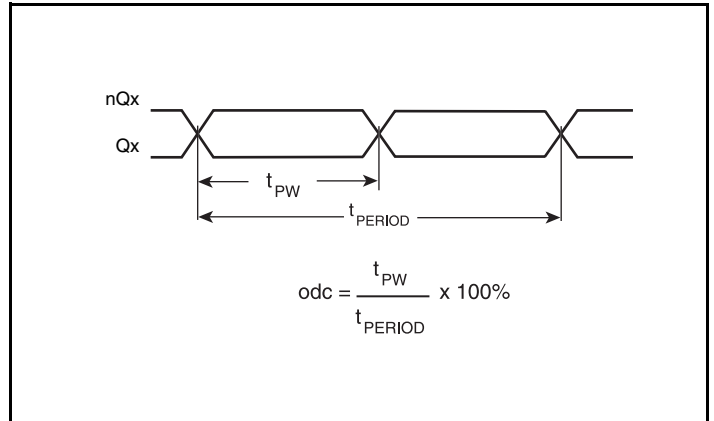 nQx
Qx
tPW
tPERIOD
odc = tPW
x 100%
tPERIOD